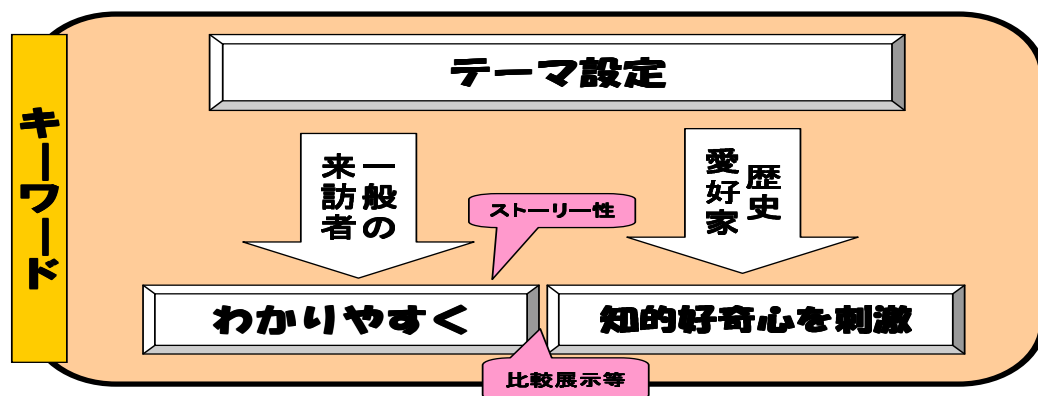 キーワード
テーマ設定
一般の
来訪者
歴史
愛好家
ストーリー性
わかりやすく
知的好奇心を刺激
比較展示等